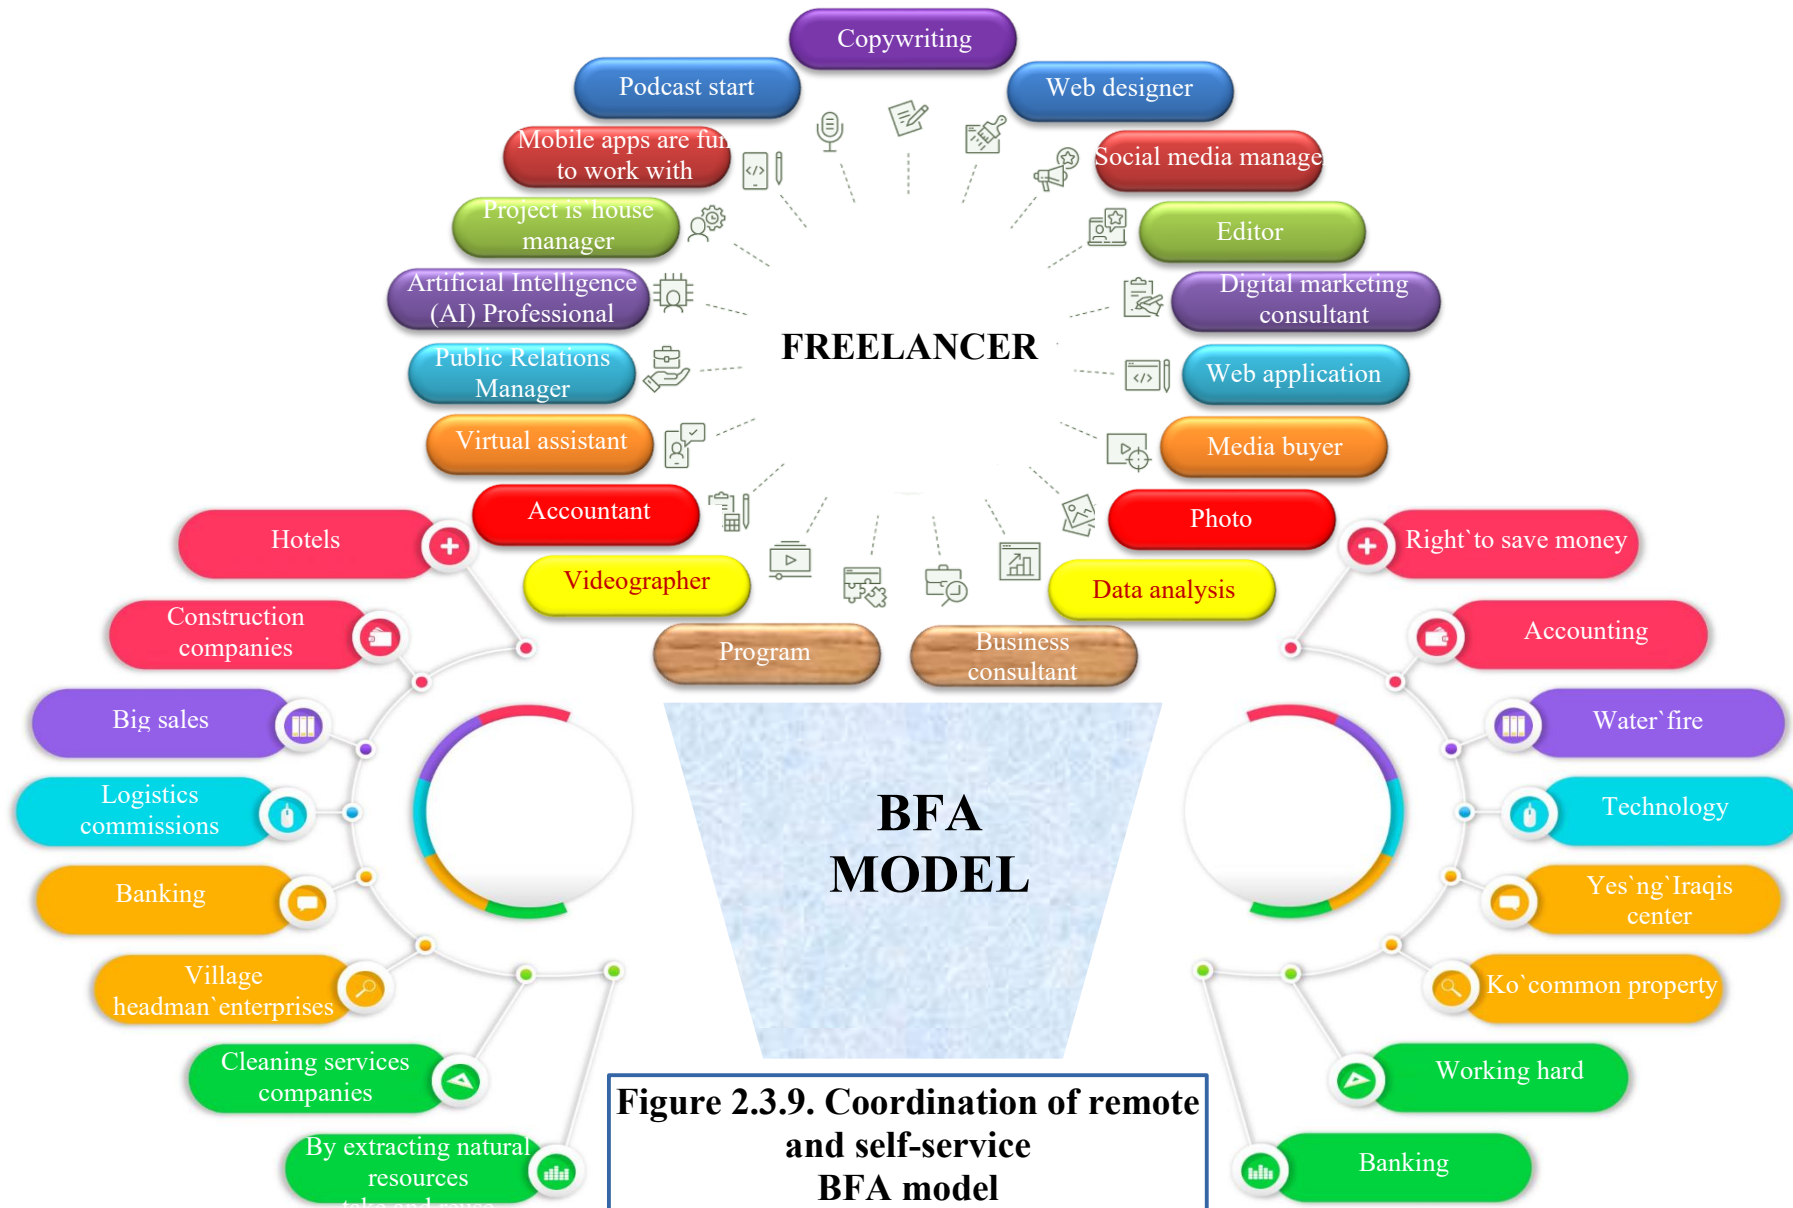 Copywriting
Podcast start
Web designer
Mobile apps are fun
to work with
Social media manage
Project is`house
manager
Editor
Artificial Intelligence
(AI) Professional
Digital marketing
consultant
FREELANCER
Public Relations
Manager
Web application
Virtual assistant
Media buyer
Accountant
Photo
Videographer
Data analysis
Program
Business
consultant
Hotels
Construction
companies
Big sales
Logistics
commissions
Banking
Village
headman`enterprises
Cleaning services
companies
By extracting natural
resources
take and reuse
BFA
MODEL
Right`to save money
Accounting
Water`fire
Technology
Yes`ng`Iraqis
center
Ko`common property
Working hard
Banking
Figure 2.3.9. Coordination of remote
and self-service
BFA model